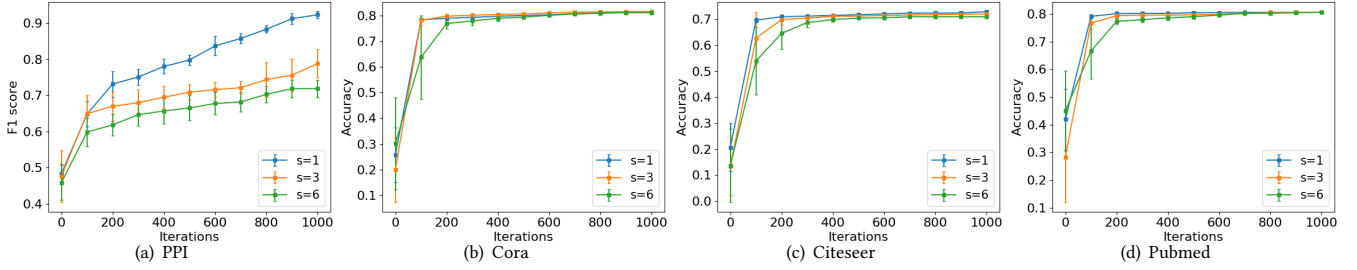 F1 score
0.9
0.8
0.7
0.6
0.5
0.4
0 200 400 600 800 1000
Iterations
s=1
s=3
s=6
(a) PPI
Accuracy
0.8
0.7
0.6
0.5
0.4
0.3
0.2
0.1
0 200 400 600 800 1000
Iterations
s=1
s=3
s=6
(b) Cora
Accuracy
0.7
0.6
0.5
0.4
0.3
0.2
0.1
0.0
0 200 400 600 800 1000
Iterations
s=1
s=3
s=6
(c) Citeseer
Accuracy
0.8
0.7
0.6
0.5
0.4
0.3
0.2
0.1
0 200 400 600 800 1000
Iterations
s=1
s=3
s=6
(d) Pubmed